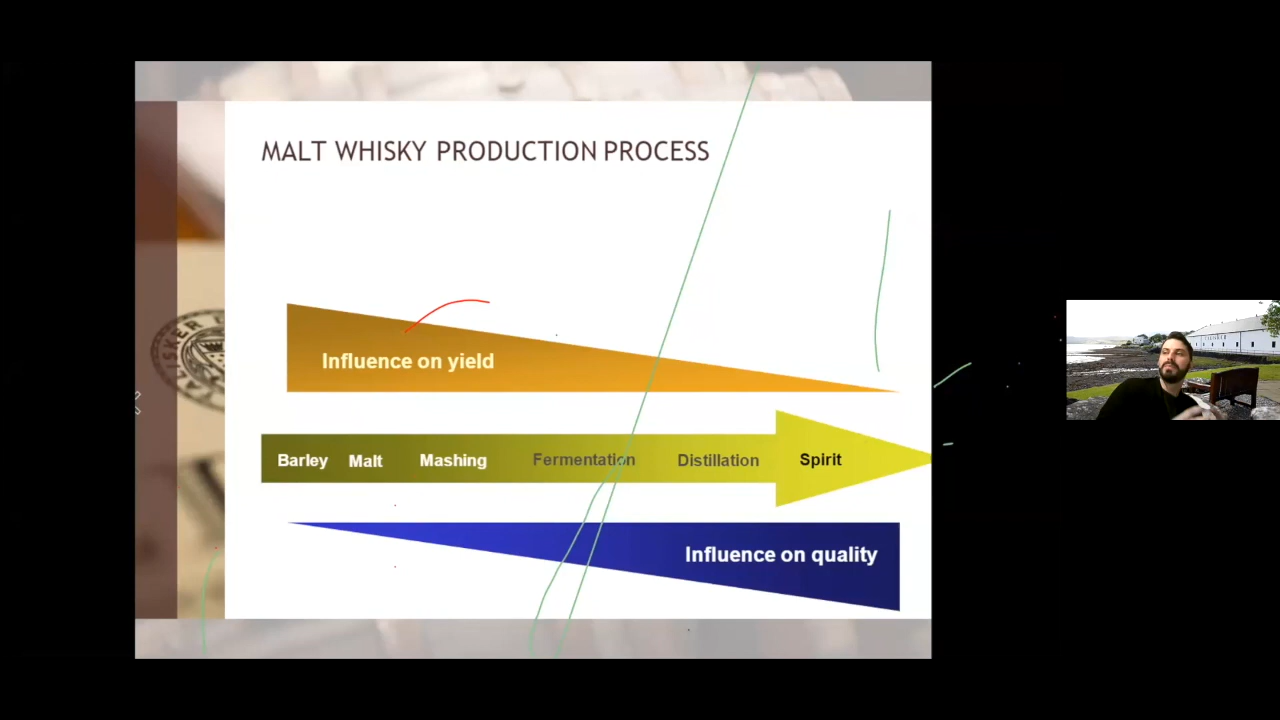 MALT WHISKY PRODUCTION PROCESS
Influence on yield
Barley Malt Mashing Fermentation Distillation Spirit
Influence on quality